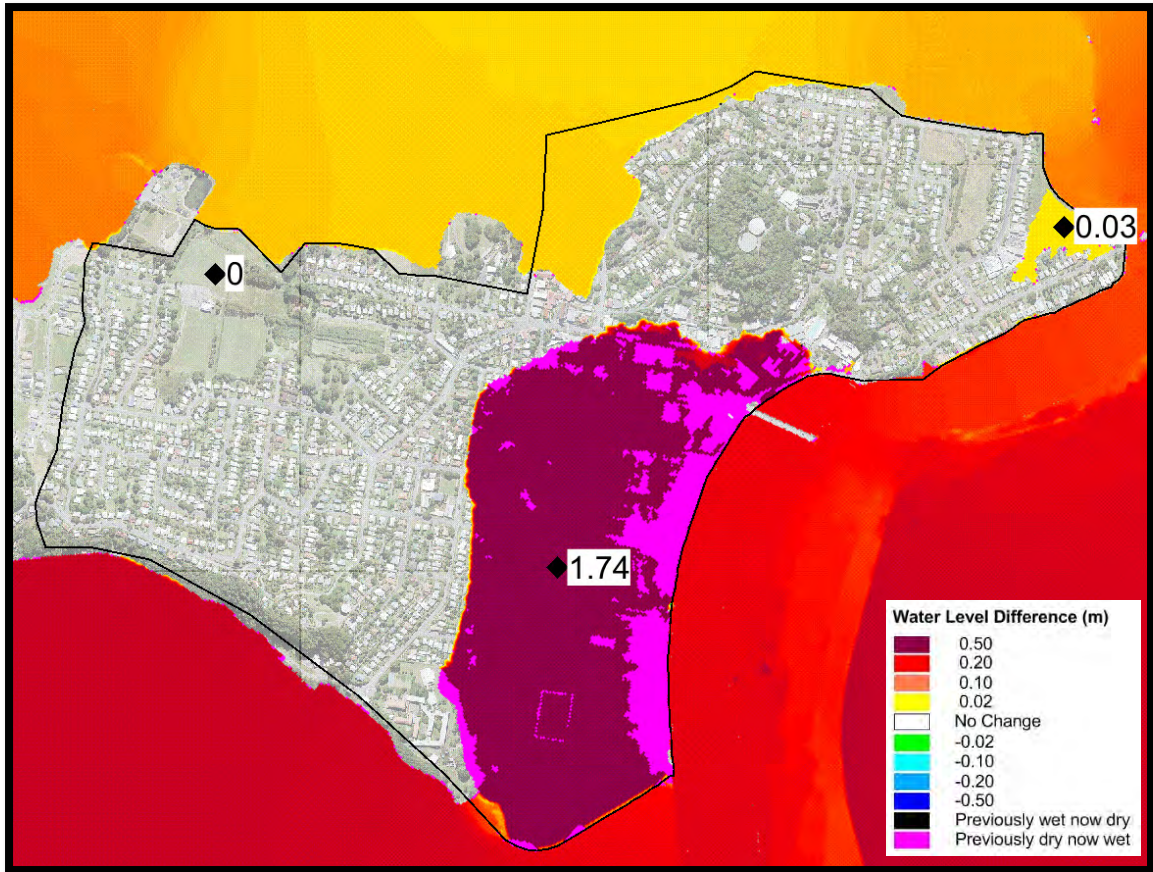 0.03
0
1.74
Water Level Difference (m)
0.50
0.20
0.10
0.02
No Change
-0.02
-0.10
-0.20
-0.50
Previously wet now dry
Previously dry now wet